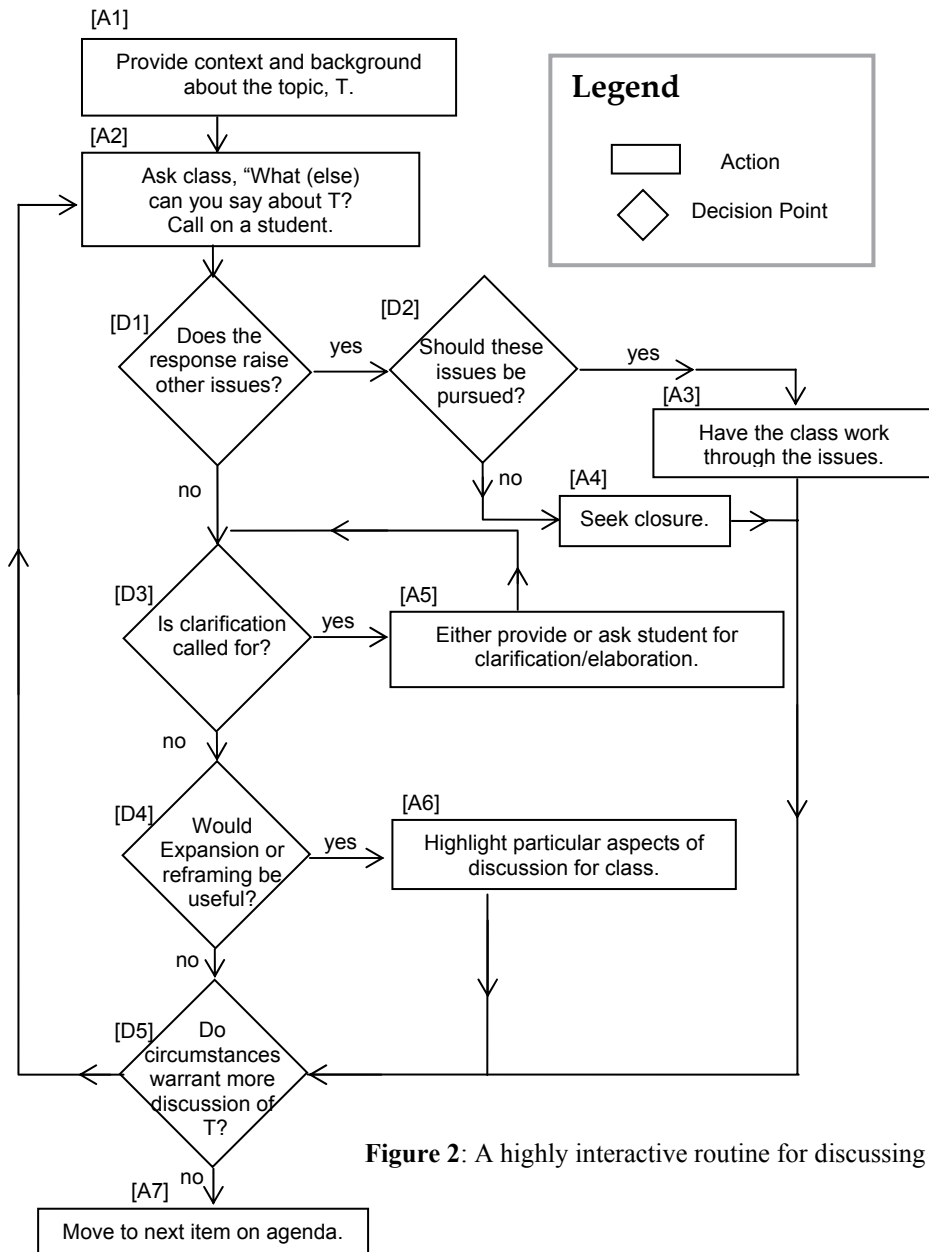 [A1]
Provide context and background
about the topic, T.
[A2]
Ask class, “What (else)
can you say about T?
Call on a student.
Legend
Action
Decision Point
[D1]
Does the
response raise
other issues?
yes
no
[D2]
Should these
issues be
pursued?
yes
no
[A3]
Have the class work
through the issues.
[A4]
Seek closure.
[D3]
Is clarification
called for?
yes
no
[A5]
Either provide or ask student for
clarification/elaboration.
[D4]
Would
Expansion or
reframing be
useful?
yes
no
[A6]
Highlight particular aspects of
discussion for class.
[D5]
Do
circumstances
warrant more
discussion of
T?
no
Figure 2: A highly interactive routine for discussing
[A7]
Move to next item on agenda.